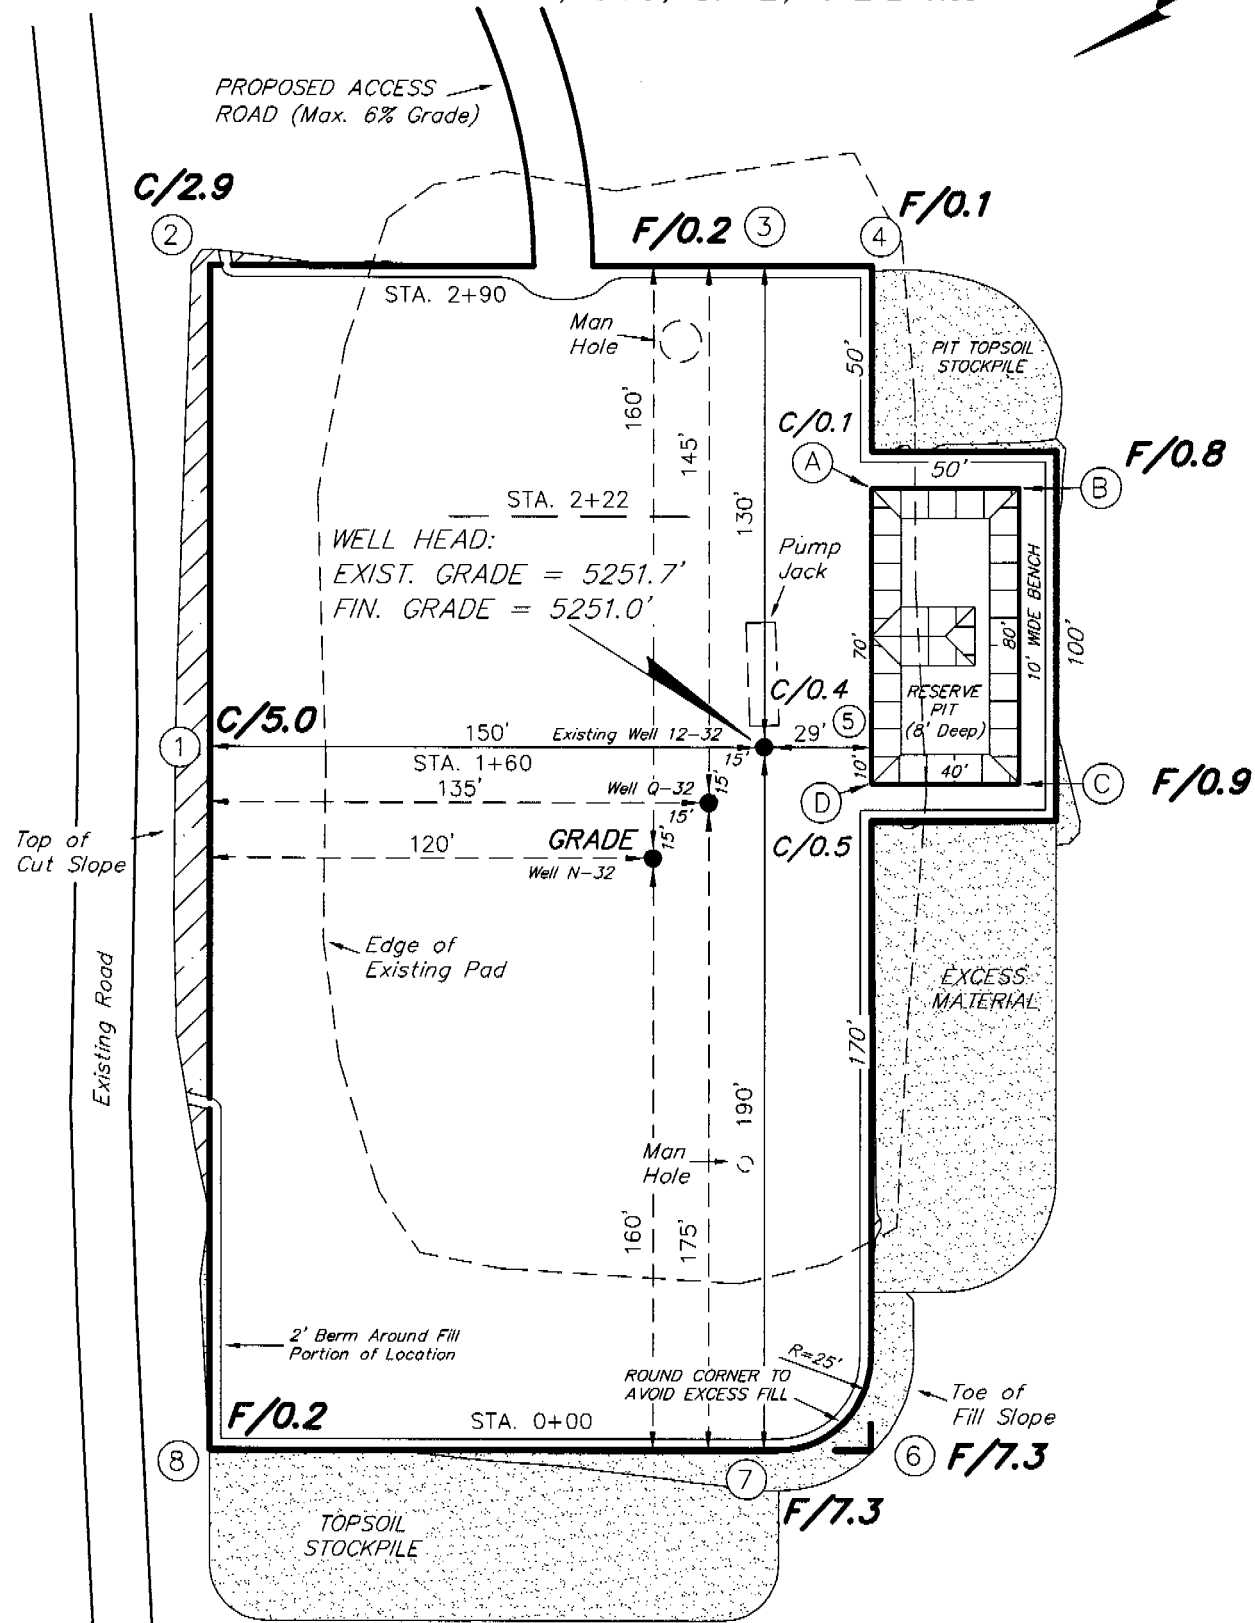 PROPOSED ACCESS
ROAD (Max. 6% Grade)
C/2.9
2
F/0.2
3
F/0.1
4
STA. 2+90
Man
Hole
PIT TOPSOIL
STOCKPILE
50'
160'
145'
130'
C/0.1
A
50'
F/0.8
B
STA. 2+22
WELL HEAD:
EXIST. GRADE = 5251.7'
FIN. GRADE = 5251.0'
Pump
Jack
70'
80'
10' WIDE BENCH
100'
C/0.4
5
RESERVE
PIT
(8' Deep)
C/5.0
1
150'
Existing Well 12-32
29'
STA. 1+60
15'
15'
10'
40'
135'
Well Q-32
15'
15'
D
C
F/0.9
C/0.5
120'
GRADE
Well N-32
Top of
Cut Slope
Edge of
Existing Pad
EXCESS
MATERIAL
Existing Road
170'
190'
Man
Hole
160'
175'
2' Berm Around Fill
Portion of Location
R=25'
ROUND CORNER TO
AVOID EXCESS FILL
Toe of
Fill Slope
F/0.2
STA. 0+00
8
7
6
F/7.3
F/7.3
TOPSOIL
STOCKPILE